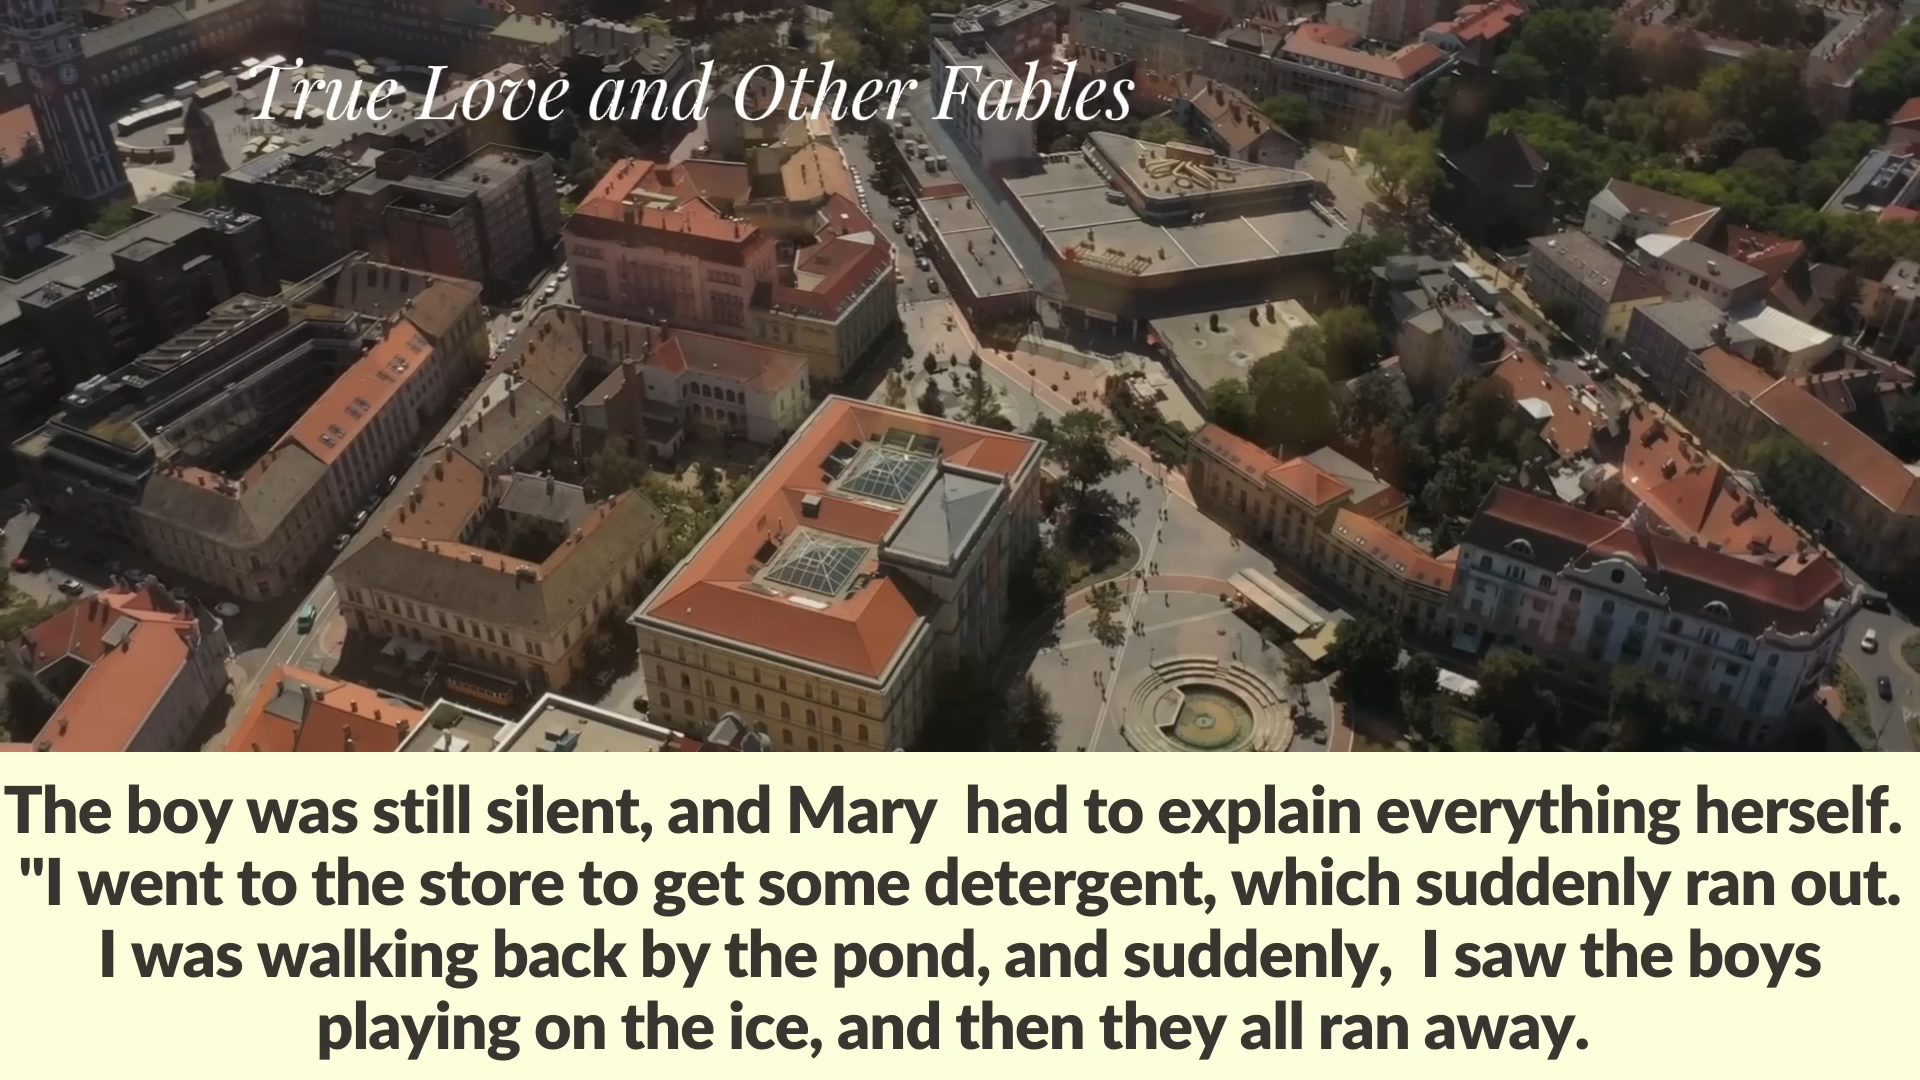 True Love and Other Fables
The boy was still silent, and Mary  had to explain everything herself.
"I went to the store to get some detergent, which suddenly ran out.
I was walking back by the pond, and suddenly,  I saw the boys
playing on the ice, and then they all ran away.